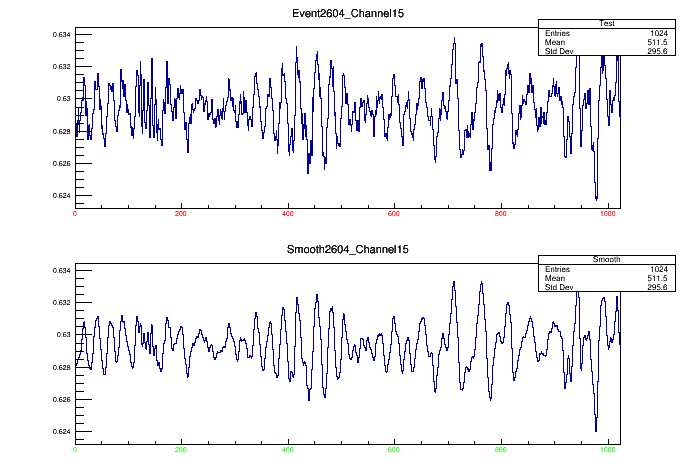 Event2604_Channel15
Test
Entries 1024
Mean 511.5
Std Dev 295.6
0.634
0.632
0.63
0.628
0.626
0.624
0 200 400 600 800 1000
Smooth2604_Channel15
Smooth
Entries 1024
Mean 511.5
Std Dev 295.6
0.634
0.632
0.63
0.628
0.626
0.624
0 200 400 600 800 1000